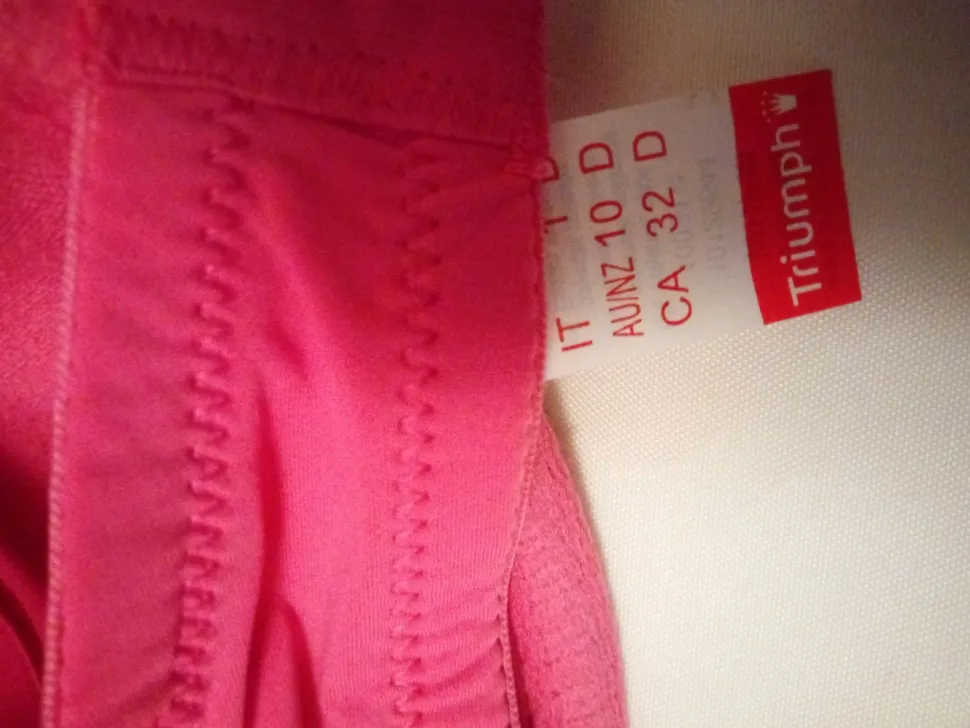 IT 1 D
AU/NZ 10 D
CA 32 D
Triumph